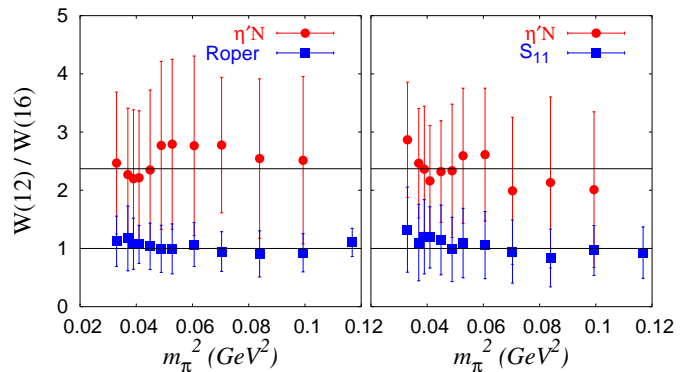 W(12) / W(16)
5
4
3
2
1
0
η′N
Roper
η′N
S₁₁
0.02 0.04 0.06 0.08 0.1 0.12 0.04 0.06 0.08 0.1 0.12
mπ² (GeV²) mπ² (GeV²)